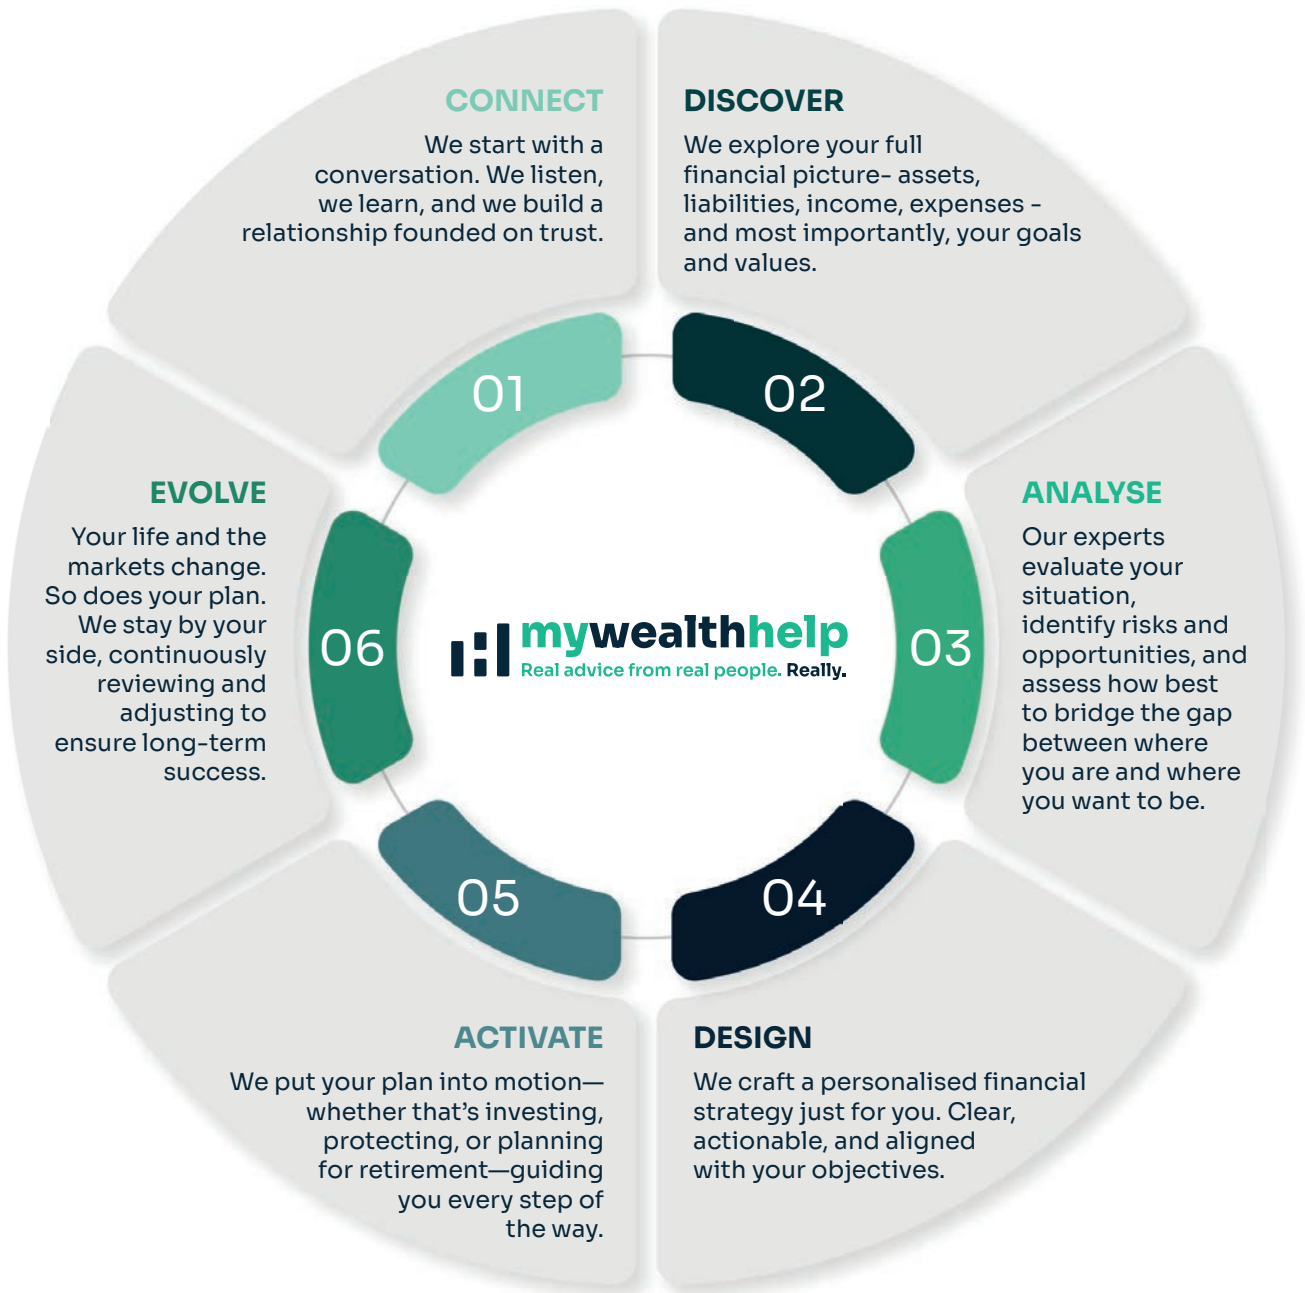 CONNECT
We start with a
conversation. We listen,
we learn, and we build a
relationship founded on trust.
01
DISCOVER
We explore your full
financial picture- assets,
liabilities, income, expenses -
and most importantly, your goals
and values.
02
ANALYSE
Our experts
evaluate your
situation,
identify risks and
opportunities, and
assess how best
to bridge the gap
between where
you are and where
you want to be.
03
DESIGN
We craft a personalised financial
strategy just for you. Clear,
actionable, and aligned
with your objectives.
04
ACTIVATE
We put your plan into motion—
whether that’s investing,
protecting, or planning
for retirement—guiding
you every step of
the way.
05
EVOLVE
Your life and the
markets change.
So does your plan.
We stay by your
side, continuously
reviewing and
adjusting to
ensure long-term
success.
06
mywealthhelp
Real advice from real people. Really.